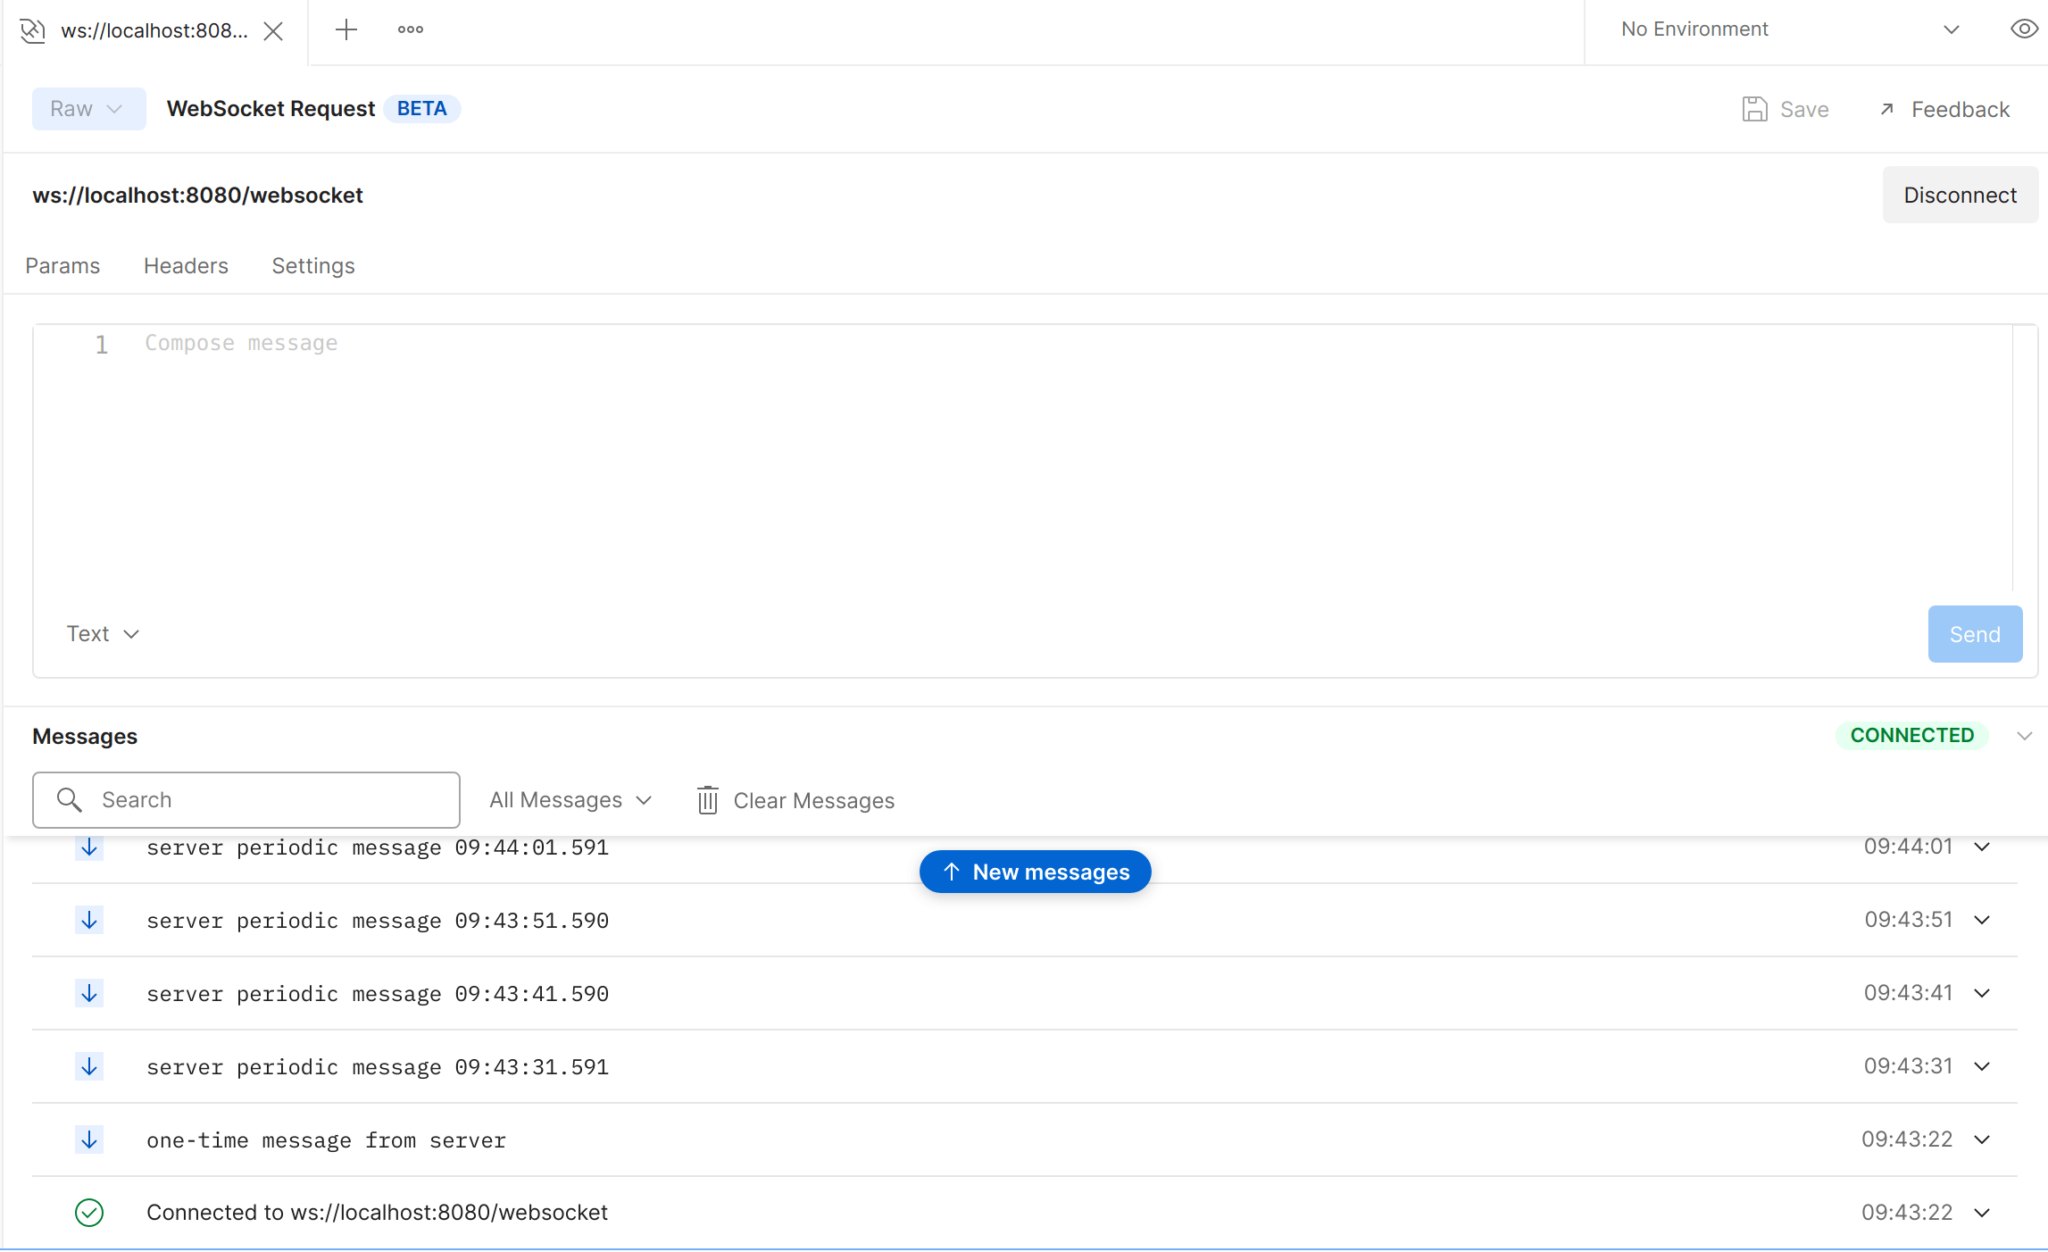 ws://localhost:808...
No Environment
Raw WebSocket Request BETA
Save Feedback
ws://localhost:8080/websocket
Disconnect
Params Headers Settings
1 Compose message
Text
Send
Messages
CONNECTED
Search
All Messages
Clear Messages
server periodic message 09:44:01.591 09:44:01
New messages
server periodic message 09:43:51.590 09:43:51
server periodic message 09:43:41.590 09:43:41
server periodic message 09:43:31.591 09:43:31
one-time message from server 09:43:22
Connected to ws://localhost:8080/websocket 09:43:22